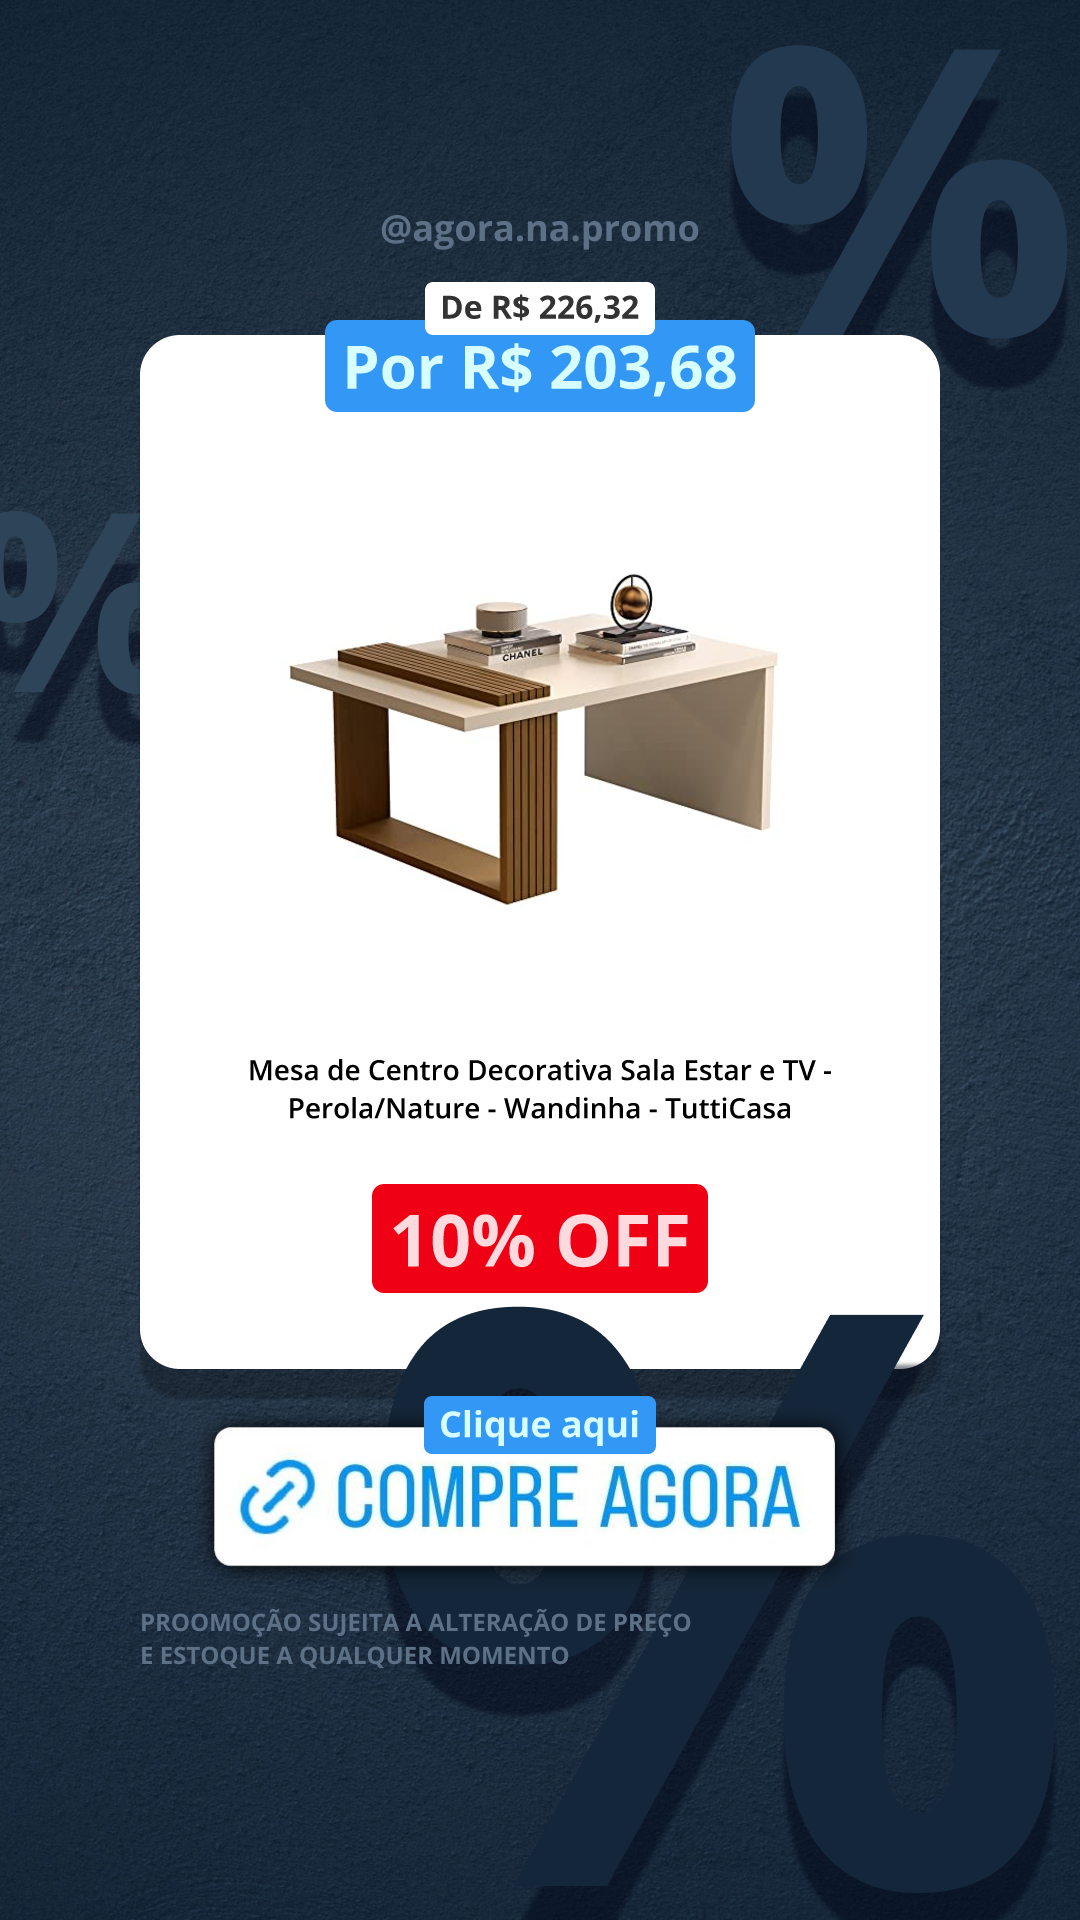 %
@agora.na.promo
De R$ 226,32
Por R$ 203,68
%
CHANEL
Mesa de Centro Decorativa Sala Estar e TV -
Perola/Nature - Wandinha - TuttiCasa
10% OFF
%
Clique aqui
COMPRE AGORA
PROOMOÇÃO SUJEITA A ALTERAÇÃO DE PREÇO
E ESTOQUE A QUALQUER MOMENTO